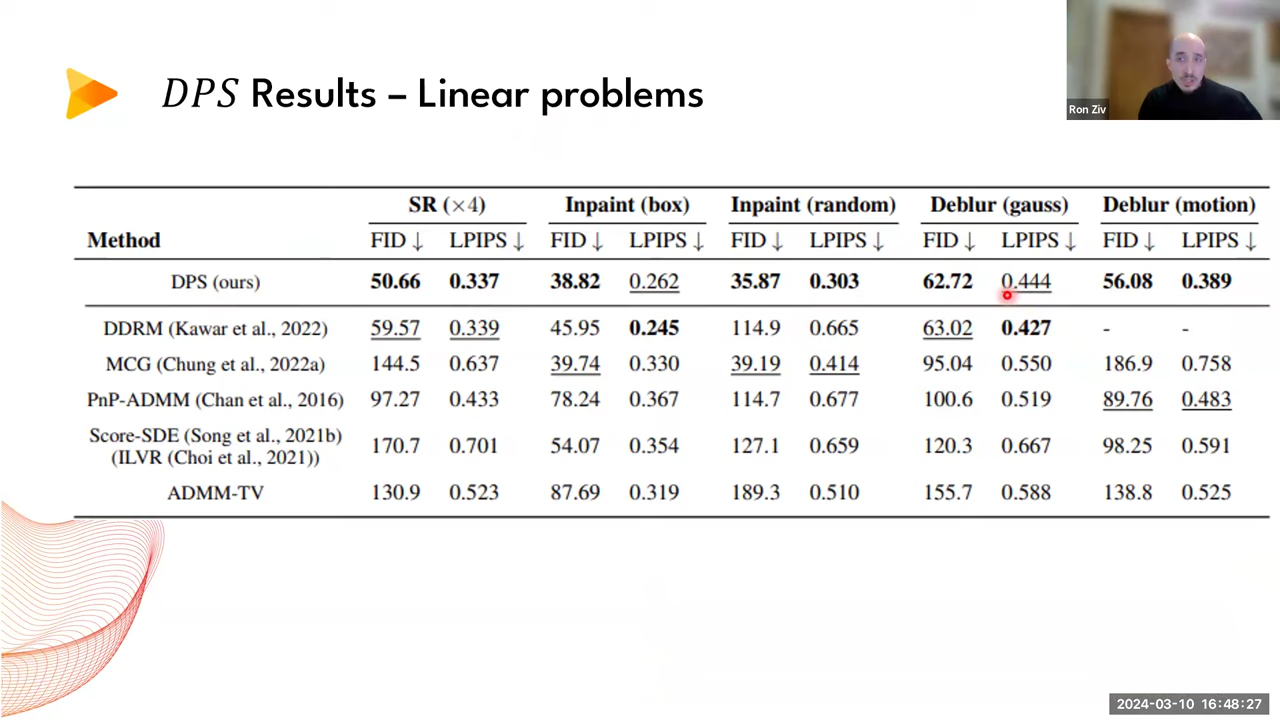 DPS Results – Linear problems
Ron Ziv
SR (×4) Inpaint (box) Inpaint (random) Deblur (gauss) Deblur (motion)
Method FID ↓ LPIPS ↓ FID ↓ LPIPS ↓ FID ↓ LPIPS ↓ FID ↓ LPIPS ↓ FID ↓ LPIPS ↓
DPS (ours) 50.66 0.337 38.82 0.262 35.87 0.303 62.72 0.444 56.08 0.389
DDRM (Kawar et al., 2022) 59.57 0.339 45.95 0.245 114.9 0.665 63.02 0.427 - -
MCG (Chung et al., 2022a) 144.5 0.637 39.74 0.330 39.19 0.414 95.04 0.550 186.9 0.758
PnP-ADMM (Chan et al., 2016) 97.27 0.433 78.24 0.367 114.7 0.677 100.6 0.519 89.76 0.483
Score-SDE (Song et al., 2021b)
(ILVR (Choi et al., 2021)) 170.7 0.701 54.07 0.354 127.1 0.659 120.3 0.667 98.25 0.591
ADMM-TV 130.9 0.523 87.69 0.319 189.3 0.510 155.7 0.588 138.8 0.525
2024-03-10 16:48:27